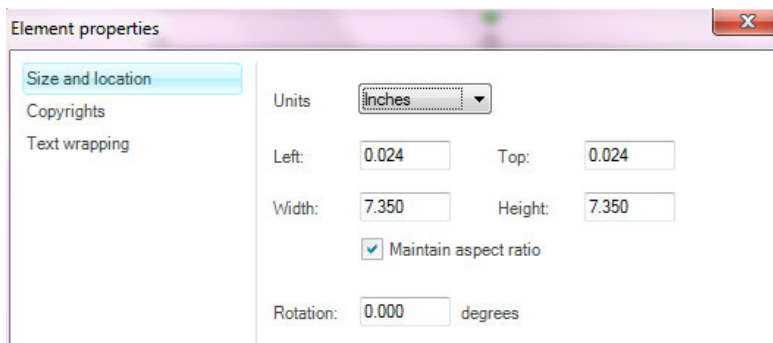 Element properties
Size and location
Copyrights
Text wrapping
Units Inches
Left: 0.024 Top: 0.024
Width: 7.350 Height: 7.350
Maintain aspect ratio
Rotation: 0.000 degrees